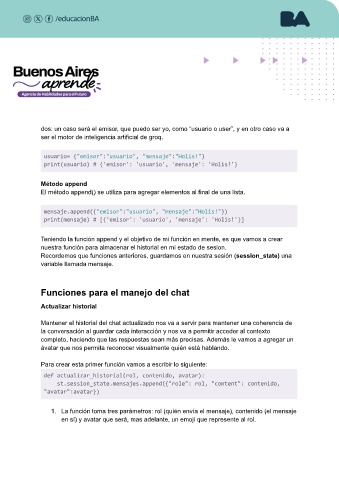 /educacionBA
BA
Buenos Aires
aprende
Agencia de Habilidades para el Futuro
dos: un caso será el emisor, que puedo ser yo, como “usuario o user”, y en otro caso va a
ser el motor de inteligencia artificial de groq.
usuario= {"emisor":"usuario", "mensaje":"Holis!"}
print(usuario) # {'emisor': 'usuario', 'mensaje': 'Holis!'}
Método append
El método append() se utiliza para agregar elementos al final de una lista.
mensaje.append({"emisor":"usuario", "mensaje":"Holis!"})
print(mensaje) # [{'emisor': 'usuario', 'mensaje': 'Holis!'}]
Teniendo la función append y el objetivo de mi función en mente, es que vamos a crear
nuestra función para almacenar el historial en mi estado de sesion.
Recordemos que funciones anteriores, guardamos en nuestra sesión (session_state) una
variable llamada mensaje.
Funciones para el manejo del chat
Actualizar historial
Mantener el historial del chat actualizado nos va a servir para mantener una coherencia de
la conversación al guardar cada interacción y nos va a permitir acceder al contexto
completo, haciendo que las respuestas sean más precisas. Además le vamos a agregar un
ávatar que nos permita reconocer visualmente quién está hablando.
Para crear esta primer función vamos a escribir lo siguiente:
def actualizar_historial(rol, contenido, avatar):
st.session_state.mensajes.append({"role": rol, "content": contenido,
"avatar":avatar})
1. La función toma tres parámetros: rol (quién envía el mensaje), contenido (el mensaje
en sí) y avatar que será, mas adelante, un emoji que represente al rol.